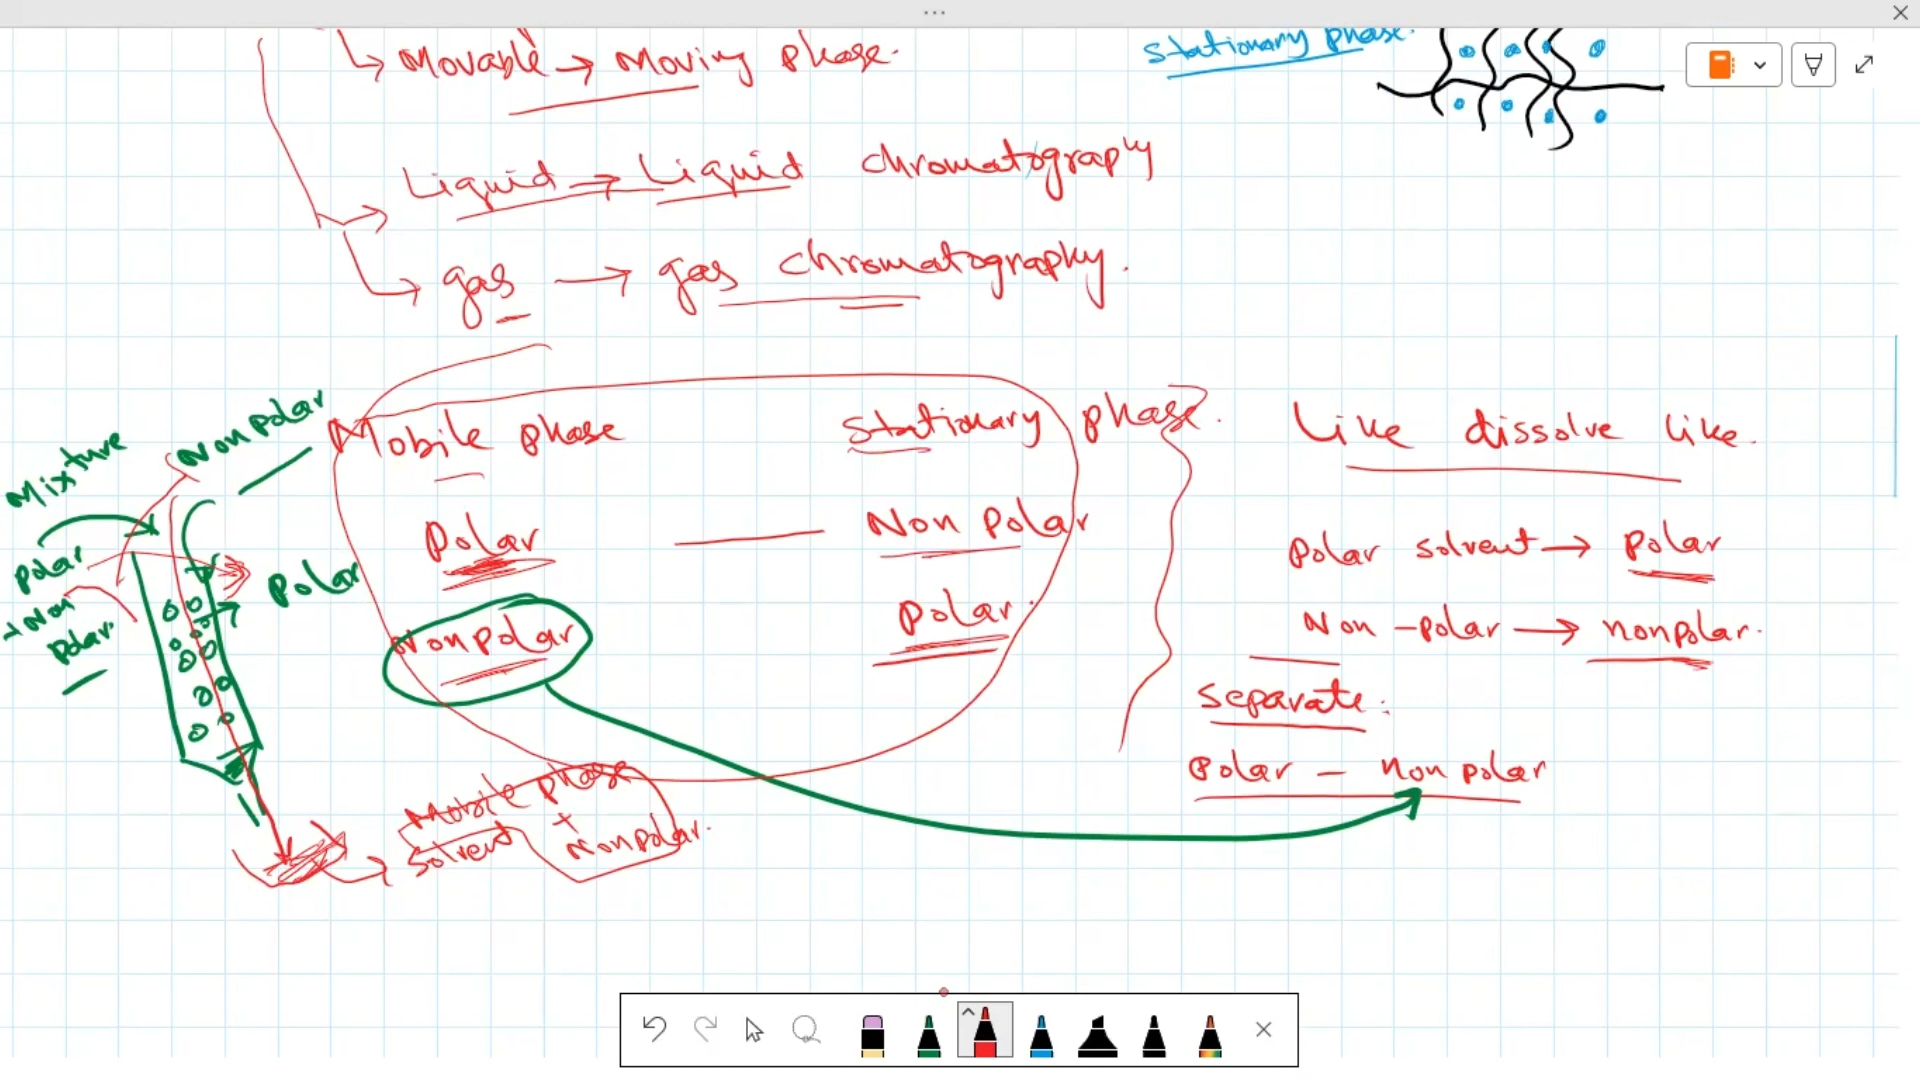 Movable → Moving phase.
Stationary phase.
Liquid → Liquid chromatography
gas → gas chromatography.
Mixture
Polar
+ Non
Polar.
Non polar
Polar
Mobile phase Stationary phase.
Polar — Non polar
Nonpolar Polar.
Like dissolve like.
Polar solvent → Polar
Non-polar → nonpolar.
Separate:
Polar – nonpolar
Mobile phase
+
Solvent Nonpolar.